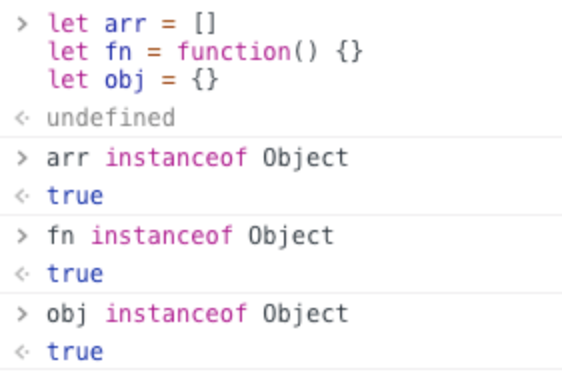 > let arr = []
let fn = function() {}
let obj = {}
< undefined
> arr instanceof Object
< true
> fn instanceof Object
< true
> obj instanceof Object
< true